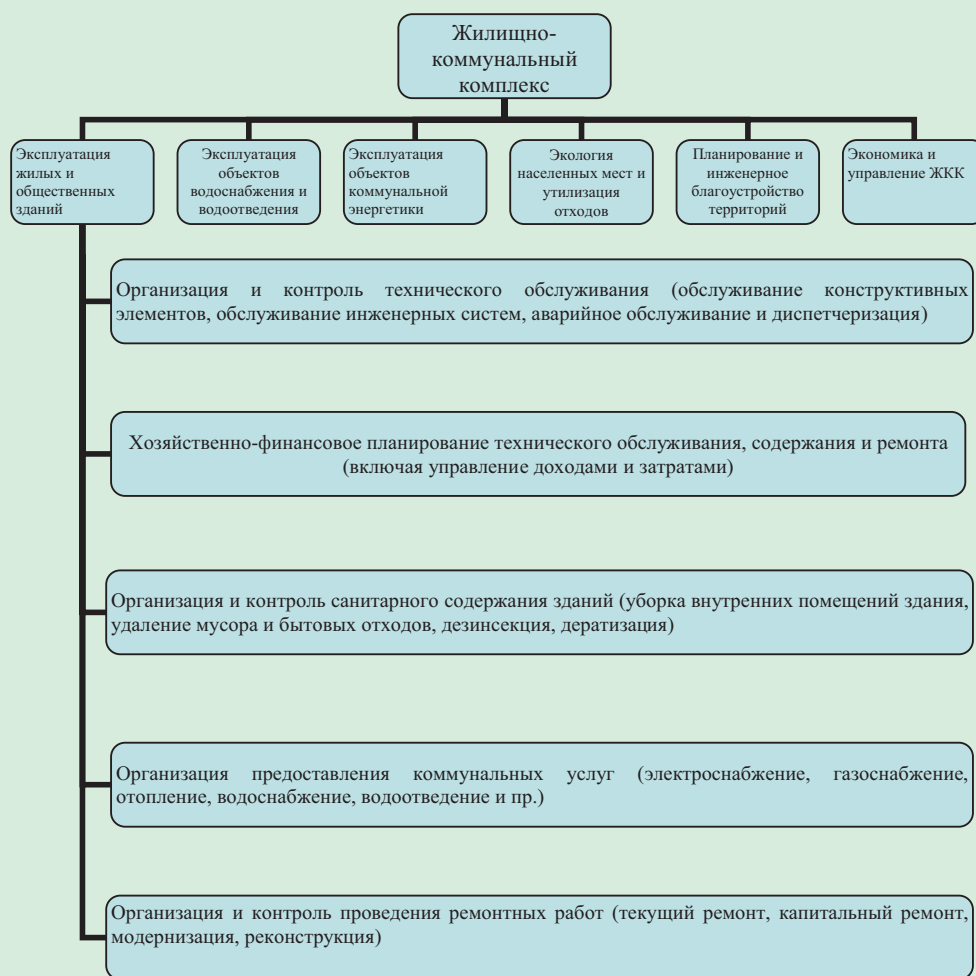 Жилищно-
коммунальный
комплекс
Эксплуатация
жилых и
общественных
зданий
Эксплуатация
объектов
водоснабжения и
водоотведения
Эксплуатация
объектов
коммунальной
энергетики
Экология
населенных мест и
утилизация
отходов
Планирование и
инженерное
благоустройство
территорий
Экономика и
управление ЖКК
Организация и контроль технического обслуживания (обслуживание конструктивных
элементов, обслуживание инженерных систем, аварийное обслуживание и диспетчеризация)
Хозяйственно-финансовое планирование технического обслуживания, содержания и ремонта
(включая управление доходами и затратами)
Организация и контроль санитарного содержания зданий (уборка внутренних помещений здания,
удаление мусора и бытовых отходов, дезинсекция, дератизация)
Организация предоставления коммунальных услуг (электроснабжение, газоснабжение,
отопление, водоснабжение, водоотведение и пр.)
Организация и контроль проведения ремонтных работ (текущий ремонт, капитальный ремонт,
модернизация, реконструкция)